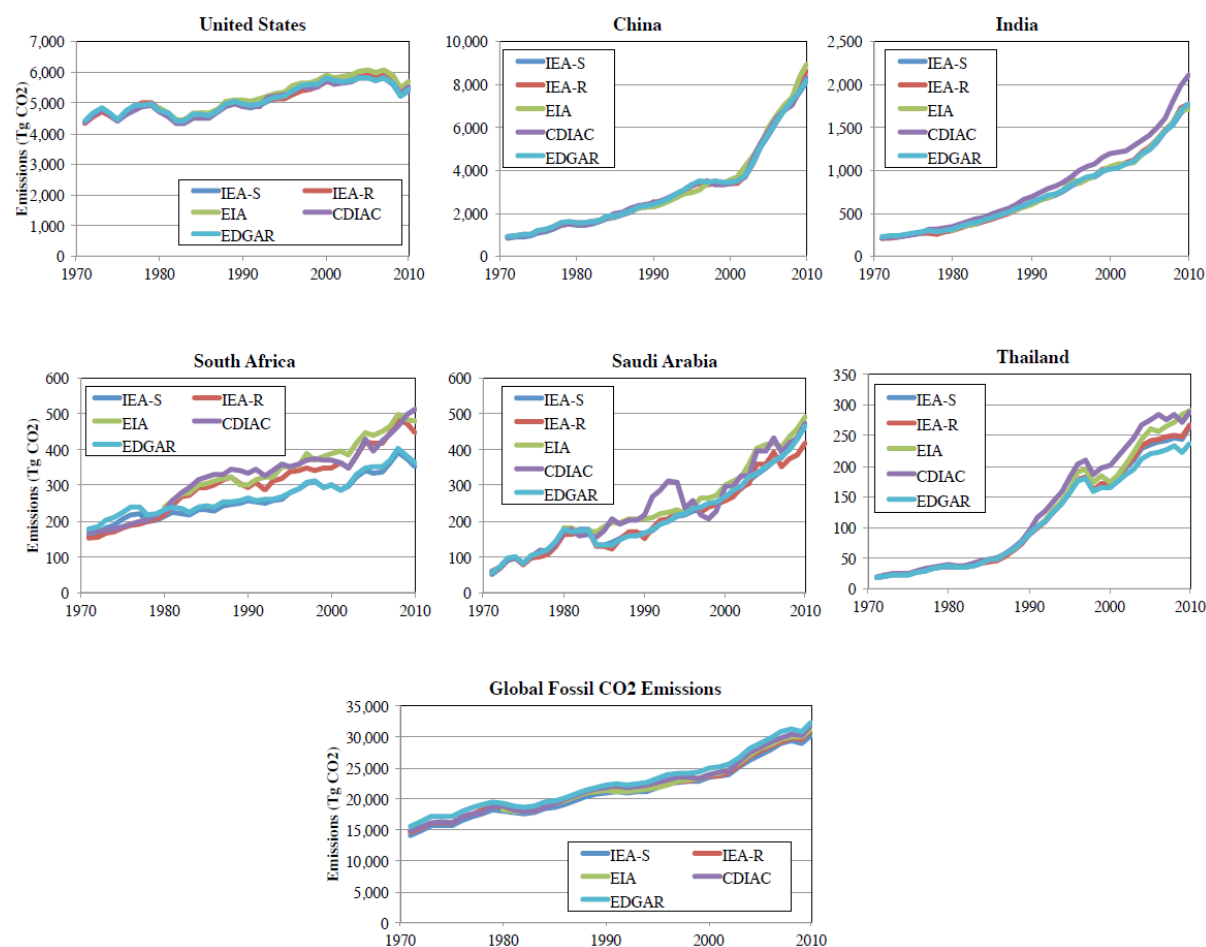 United States
7,000
6,000
5,000
4,000
3,000
2,000
1,000
0
Emissions (Tg CO2)
IEA-S IEA-R
EIA CDIAC
EDGAR
1970 1980 1990 2000 2010
China
10,000
8,000
6,000
4,000
2,000
0
IEA-S
IEA-R
EIA
CDIAC
EDGAR
1970 1980 1990 2000 2010
India
2,500
2,000
1,500
1,000
500
0
IEA-S
IEA-R
EIA
CDIAC
EDGAR
1970 1980 1990 2000 2010
South Africa
600
500
400
300
200
100
0
Emissions (Tg CO2)
IEA-S IEA-R
EIA CDIAC
EDGAR
1970 1980 1990 2000 2010
Saudi Arabia
600
500
400
300
200
100
0
IEA-S
IEA-R
EIA
CDIAC
EDGAR
1970 1980 1990 2000 2010
Thailand
350
300
250
200
150
100
50
0
IEA-S
IEA-R
EIA
CDIAC
EDGAR
1970 1980 1990 2000 2010
Global Fossil CO2 Emissions
35,000
30,000
25,000
20,000
15,000
10,000
5,000
0
Emissions (Tg CO2)
IEA-S IEA-R
EIA CDIAC
EDGAR
1970 1980 1990 2000 2010